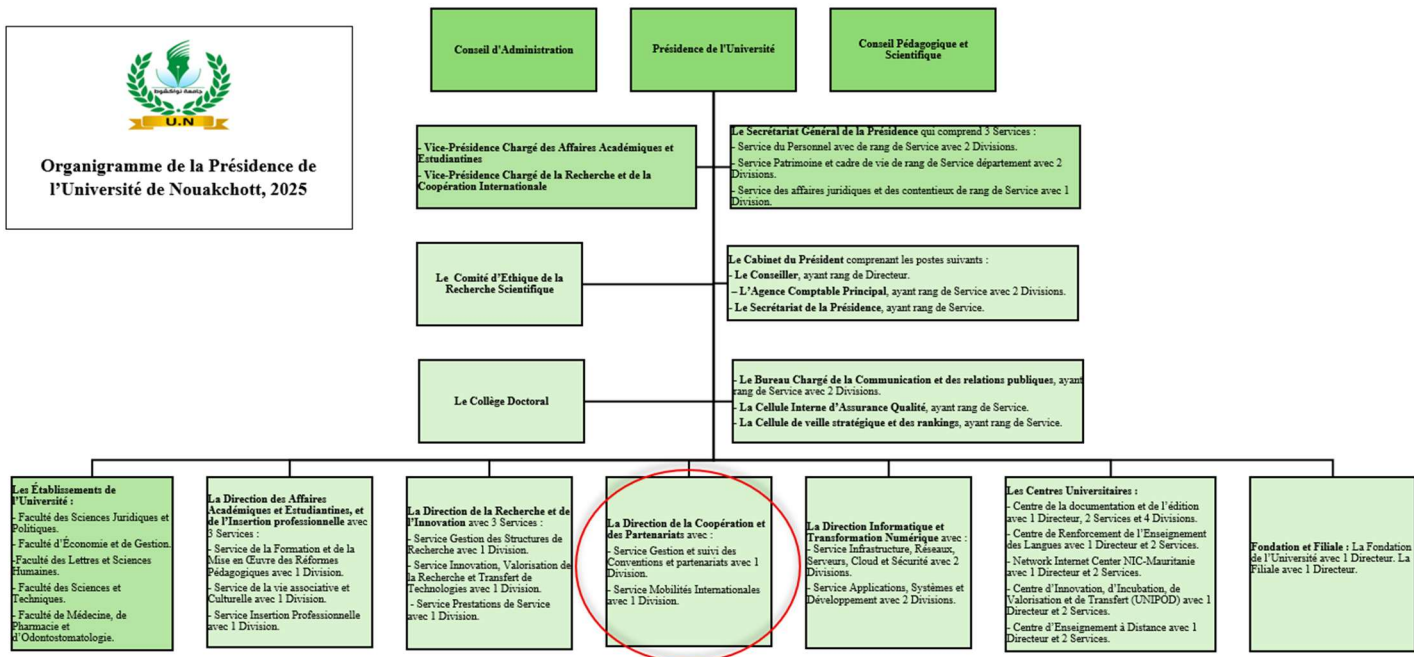 جامعة نواكشوط
U.N
Organigramme de la Présidence de
l'Université de Nouakchott, 2025
Conseil d'Administration
Présidence de l'Université
Conseil Pédagogique et
Scientifique
- Vice-Présidence Chargé des Affaires Académiques et
Estudiantines
- Vice-Présidence Chargé de la Recherche et de la
Coopération Internationale
Le Secrétariat Général de la Présidence qui comprend 3 Services :
- Service du Personnel avec de rang de Service avec 2 Divisions.
- Service Patrimoine et cadre de vie de rang de Service département avec 2
Divisions.
- Service des affaires juridiques et des contentieux de rang de Service avec 1
Division.
Le Comité d'Ethique de la
Recherche Scientifique
Le Cabinet du Président comprenant les postes suivants :
- Le Conseiller, ayant rang de Directeur.
– L'Agence Comptable Principal, ayant rang de Service avec 2 Divisions.
- Le Secrétariat de la Présidence, ayant rang de Service.
Le Collège Doctoral
- Le Bureau Chargé de la Communication et des relations publiques, ayant
rang de Service avec 2 Divisions.
- La Cellule Interne d'Assurance Qualité, ayant rang de Service.
- La Cellule de veille stratégique et des rankings, ayant rang de Service.
Les Établissements de
l'Université :
- Faculté des Sciences Juridiques et
Politiques.
- Faculté d'Économie et de Gestion.
-Faculté des Lettres et Sciences
Humaines.
- Faculté des Sciences et
Techniques.
- Faculté de Médecine, de
Pharmacie et
d'Odontostomatologie.
La Direction des Affaires
Académiques et Estudiantines, et
de l'Insertion professionnelle avec
3 Services :
- Service de la Formation et de la
Mise en Œuvre des Réformes
Pédagogiques avec 1 Division.
- Service de la vie associative et
Culturelle avec 1 Division.
- Service Insertion Professionnelle
avec 1 Division.
La Direction de la Recherche et de
l'Innovation avec 3 Services :
- Service Gestion des Structures de
Recherche avec 1 Division.
- Service Innovation, Valorisation de
la Recherche et Transfert de
Technologies avec 1 Division.
- Service Prestations de Service
avec 1 Division.
La Direction de la Coopération et
des Partenariats avec :
- Service Gestion et suivi des
Conventions et partenariats avec 1
Division.
- Service Mobilités Internationales
avec 1 Division.
La Direction Informatique et
Transformation Numérique avec :
- Service Infrastructure, Réseaux,
Serveurs, Cloud et Sécurité avec 2
Divisions.
- Service Applications, Systèmes et
Développement avec 2 Divisions.
Les Centres Universitaires :
- Centre de la documentation et de l'édition
avec 1 Directeur, 2 Services et 4 Divisions.
- Centre de Renforcement de l'Enseignement
des Langues avec 1 Directeur et 2 Services.
- Network Internet Center NIC-Mauritanie avec
1 Directeur et 2 Services.
- Centre d'Innovation, d'Incubation, de
Valorisation et de Transfert (UNIPOD) avec 1
Directeur et 2 Services.
- Centre d'Enseignement à Distance avec 1
Directeur et 2 Services.
Fondation et Filiale : La Fondation
de l'Université avec 1 Directeur. La
Filiale avec 1 Directeur.